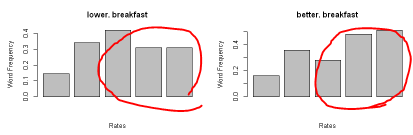 lower. breakfast
Word Frequency
0.0 0.1 0.2 0.3 0.4
Rates
better. breakfast
Word Frequency
0.0 0.2 0.4
Rates